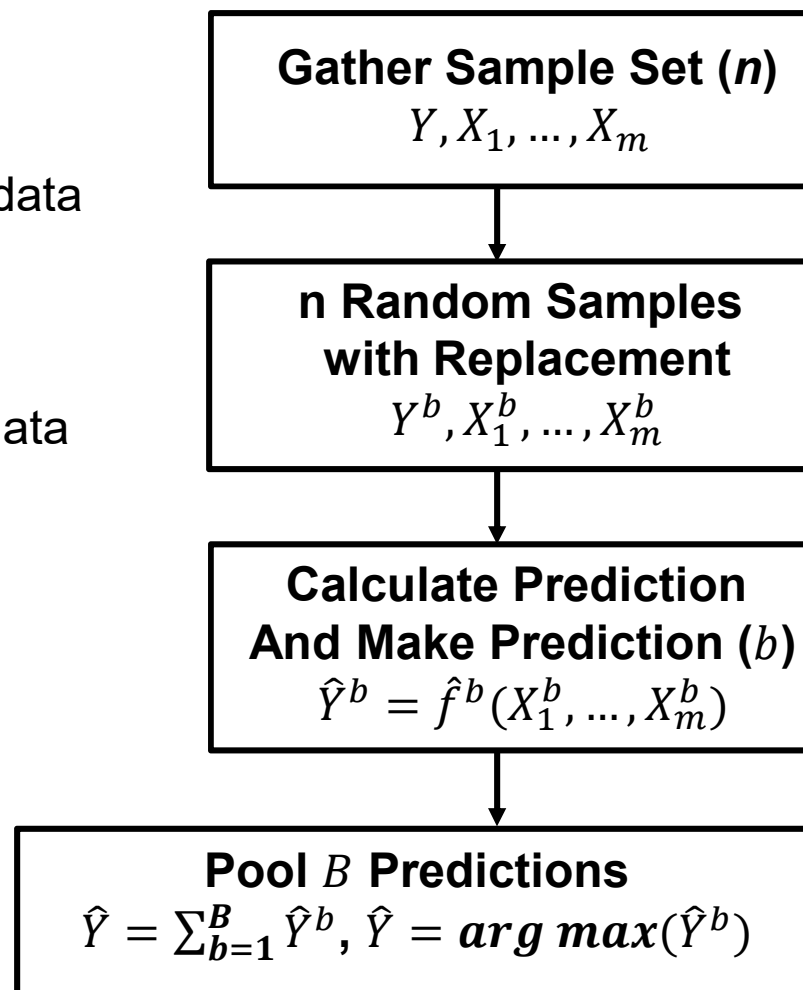 Gather Sample Set (n)
Y, X₁, …, Xₘ
data
n Random Samples
with Replacement
Yᵇ, X₁ᵇ, …, Xₘᵇ
ata
Calculate Prediction
And Make Prediction (b)
Ŷᵇ = f̂ᵇ(X₁ᵇ, …, Xₘᵇ)
Pool B Predictions
Ŷ = ∑_{b=1}^{B} Ŷᵇ, Ŷ = arg max(Ŷᵇ)